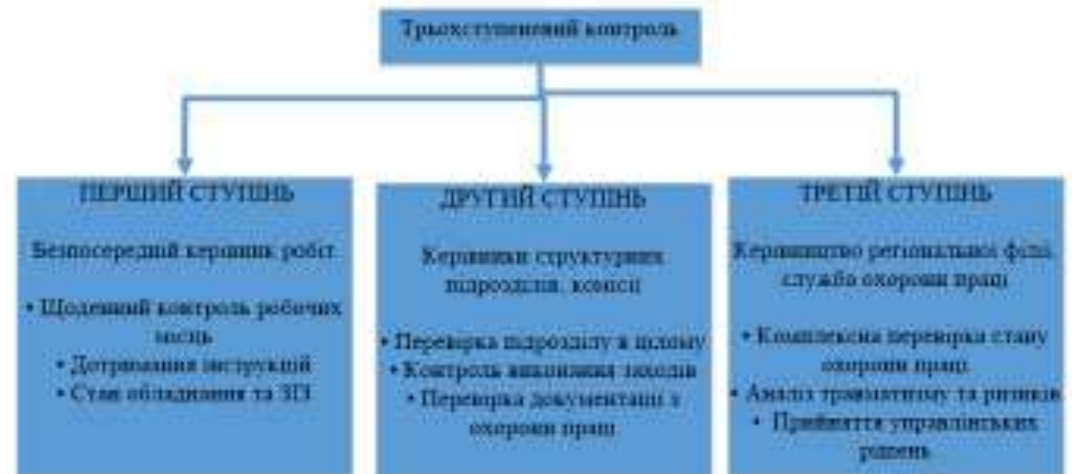 Трьохступеневий контроль
ПЕРШИЙ СТУПІНЬ
Безпосередній керівник робіт
• Щоденний контроль робочих
місць
• Дотримання інструкцій
• Стан обладнання та ЗІЗ
ДРУГИЙ СТУПІНЬ
Керівники структурних
підрозділів, комісії
• Перевірка підрозділу в цілому
• Контроль виконання заходів
• Перевірка документації з
охорони праці
ТРЕТІЙ СТУПІНЬ
Керівництво регіональної філії,
служба охорони праці
• Комплексна перевірка стану
охорони праці
• Аналіз травматизму та ризиків
• Прийняття управлінських
рішень